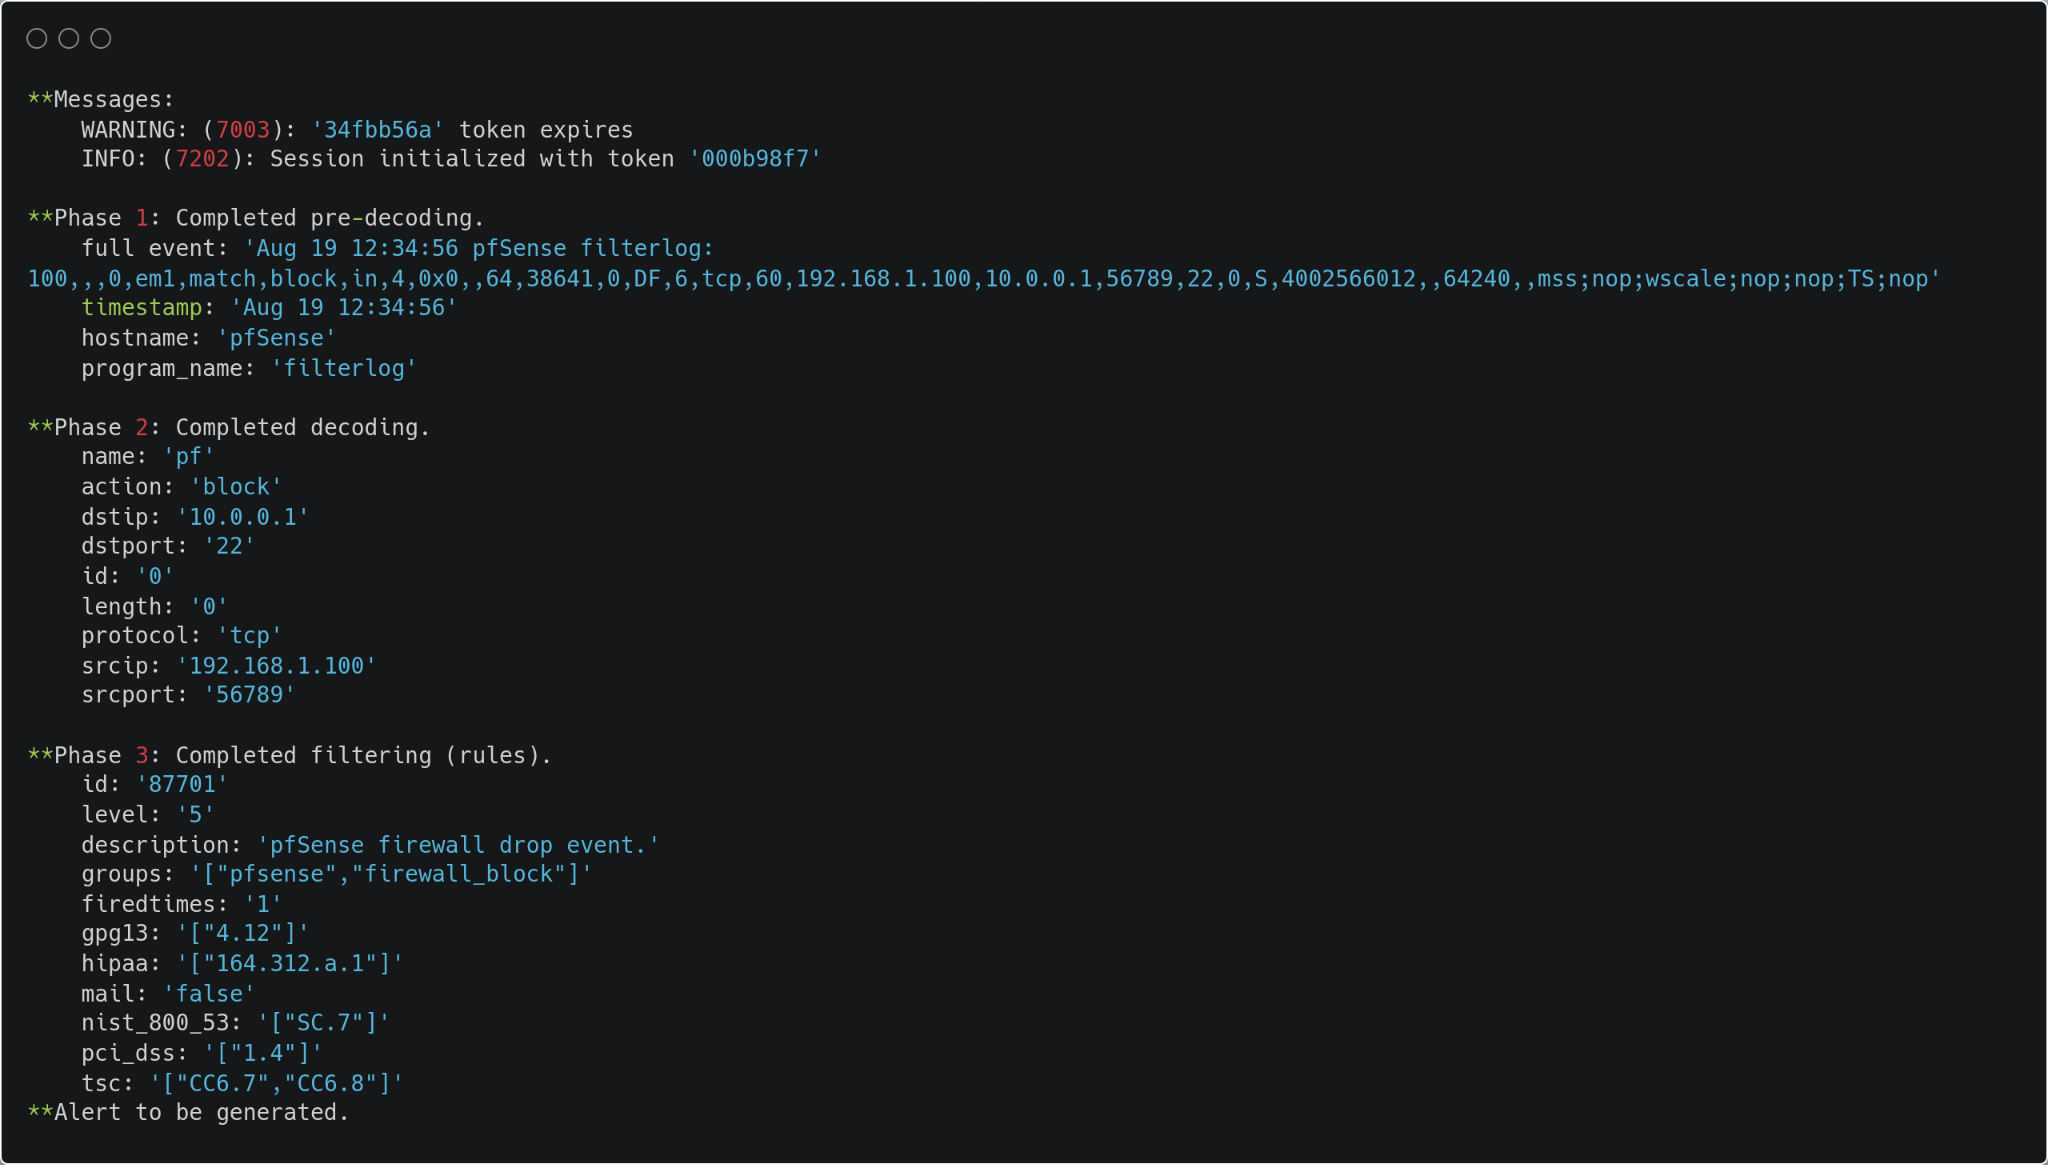 **Messages:
    WARNING: (7003): '34fbb56a' token expires
    INFO: (7202): Session initialized with token '000b98f7'

**Phase 1: Completed pre-decoding.
    full event: 'Aug 19 12:34:56 pfSense filterlog:
100,,,0,em1,match,block,in,4,0x0,,64,38641,0,DF,6,tcp,60,192.168.1.100,10.0.0.1,56789,22,0,S,4002566012,,64240,,mss;nop;wscale;nop;nop;TS;nop'
    timestamp: 'Aug 19 12:34:56'
    hostname: 'pfSense'
    program_name: 'filterlog'

**Phase 2: Completed decoding.
    name: 'pf'
    action: 'block'
    dstip: '10.0.0.1'
    dstport: '22'
    id: '0'
    length: '0'
    protocol: 'tcp'
    srcip: '192.168.1.100'
    srcport: '56789'

**Phase 3: Completed filtering (rules).
    id: '87701'
    level: '5'
    description: 'pfSense firewall drop event.'
    groups: '["pfsense","firewall_block"]'
    firedtimes: '1'
    gpg13: '["4.12"]'
    hipaa: '["164.312.a.1"]'
    mail: 'false'
    nist_800_53: '["SC.7"]'
    pci_dss: '["1.4"]'
    tsc: '["CC6.7","CC6.8"]'
**Alert to be generated.